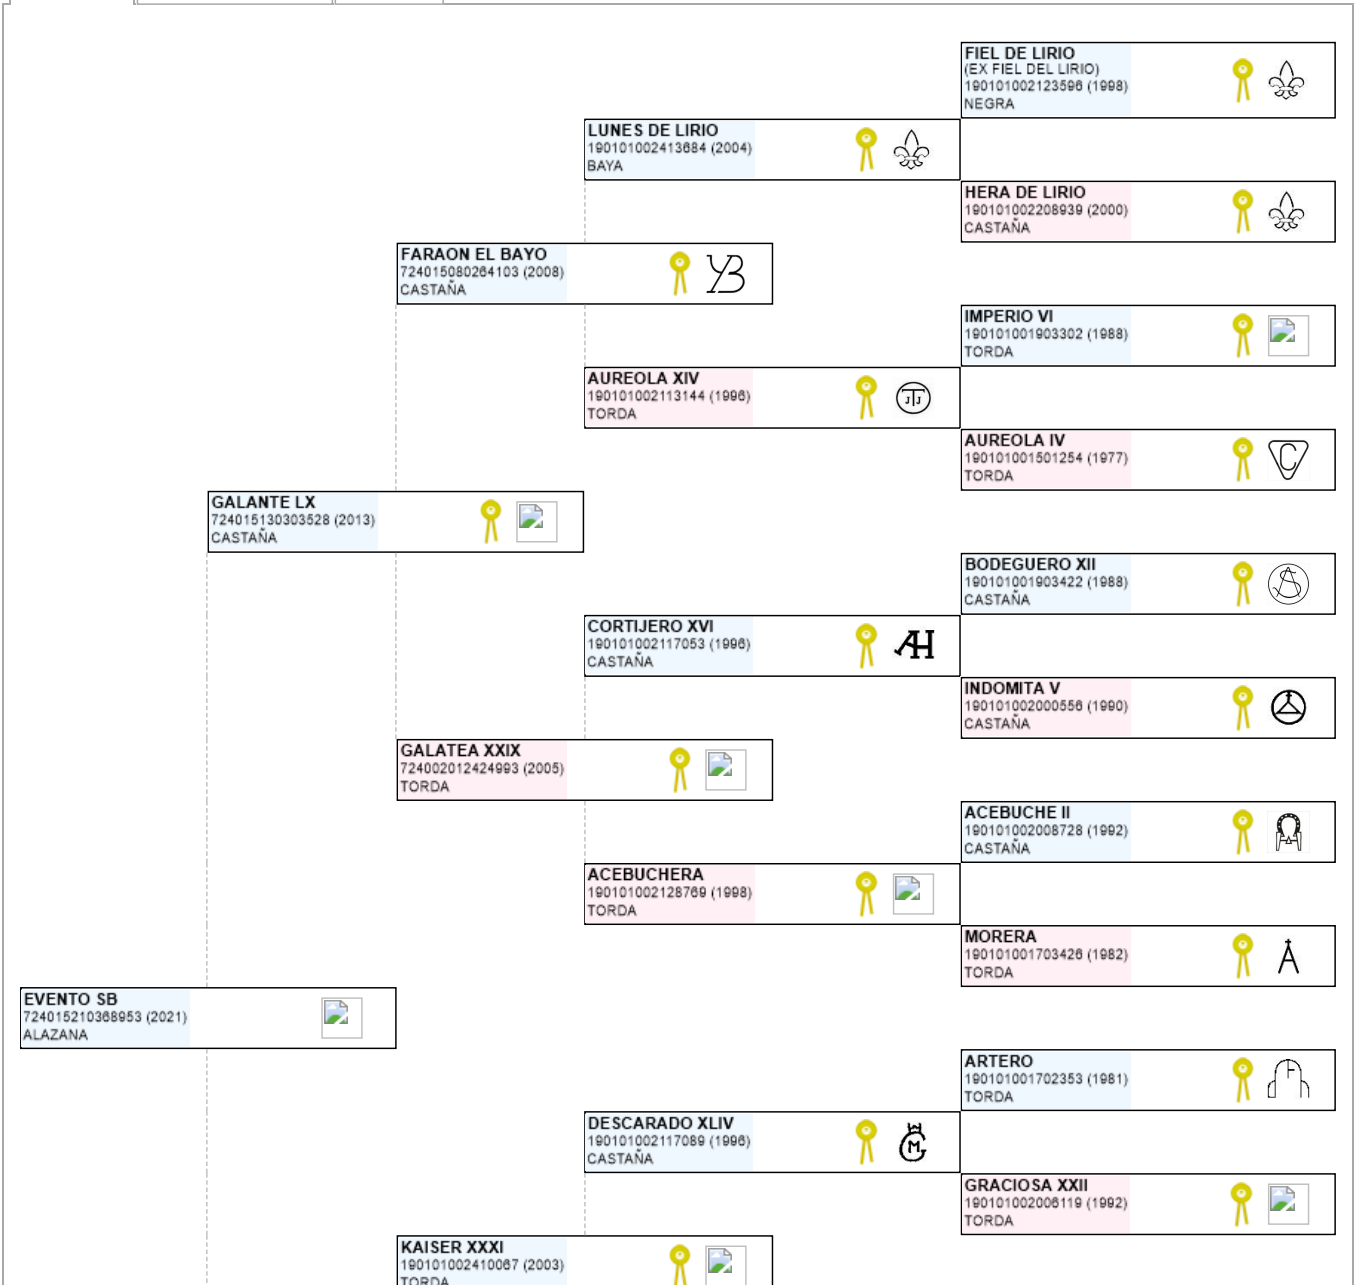 FIEL DE LIRIO
(EX FIEL DEL LIRIO)
190101002123596 (1998)
NEGRA
LUNES DE LIRIO
190101002413684 (2004)
BAYA
HERA DE LIRIO
190101002208939 (2000)
CASTAÑA
FARAON EL BAYO
724015080264103 (2008)
CASTAÑA
IMPERIO VI
190101001903302 (1988)
TORDA
AUREOLA XIV
190101002113144 (1996)
TORDA
AUREOLA IV
190101001501254 (1977)
TORDA
GALANTE LX
724015130303528 (2013)
CASTAÑA
BODEGUERO XII
190101001903422 (1988)
CASTAÑA
CORTIJERO XVI
190101002117053 (1996)
CASTAÑA
INDOMITA V
190101002000556 (1990)
CASTAÑA
GALATEA XXIX
724002012424993 (2005)
TORDA
ACEBUCHE II
190101002008728 (1992)
CASTAÑA
ACEBUCHERA
190101002128769 (1998)
TORDA
MORERA
190101001703426 (1982)
TORDA
EVENTO SB
724015210368953 (2021)
ALAZANA
ARTERO
190101001702353 (1981)
TORDA
DESCARADO XLIV
190101002117089 (1996)
CASTAÑA
GRACIOSA XXII
190101002006119 (1992)
TORDA
KAISER XXXI
190101002410067 (2003)
TORDA